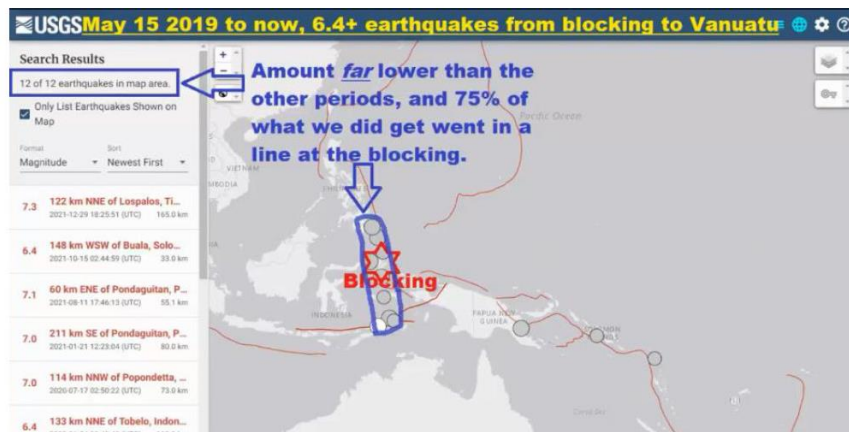 USGS May 15 2019 to now, 6.4+ earthquakes from blocking to Vanuatu
Search Results
12 of 12 earthquakes in map area.
Only List Earthquakes Shown on
Map
Format
Sort
Magnitude
Newest First
7.3
122 km NNE of Lospalos, Ti...
2021-12-29 18:25:51 (UTC) 165.0 km
6.4
148 km WSW of Buala, Solo...
2021-10-15 02:44:59 (UTC) 33.0 km
7.1
60 km ENE of Pondaguitan, P...
2021-08-11 17:46:13 (UTC) 55.1 km
7.0
211 km SE of Pondaguitan, P...
2021-01-21 12:23:04 (UTC) 80.0 km
7.0
114 km NNW of Popondetta, ...
2020-07-17 02:50:22 (UTC) 73.0 km
6.4
133 km NNE of Tobelo, Indon...
Amount far lower than the
other periods, and 75% of
what we did get went in a
line at the blocking.
Pacific Ocean
VIETNAM
Blocking
INDONESIA
PAPUA NEW
GUINEA
Coral Sea